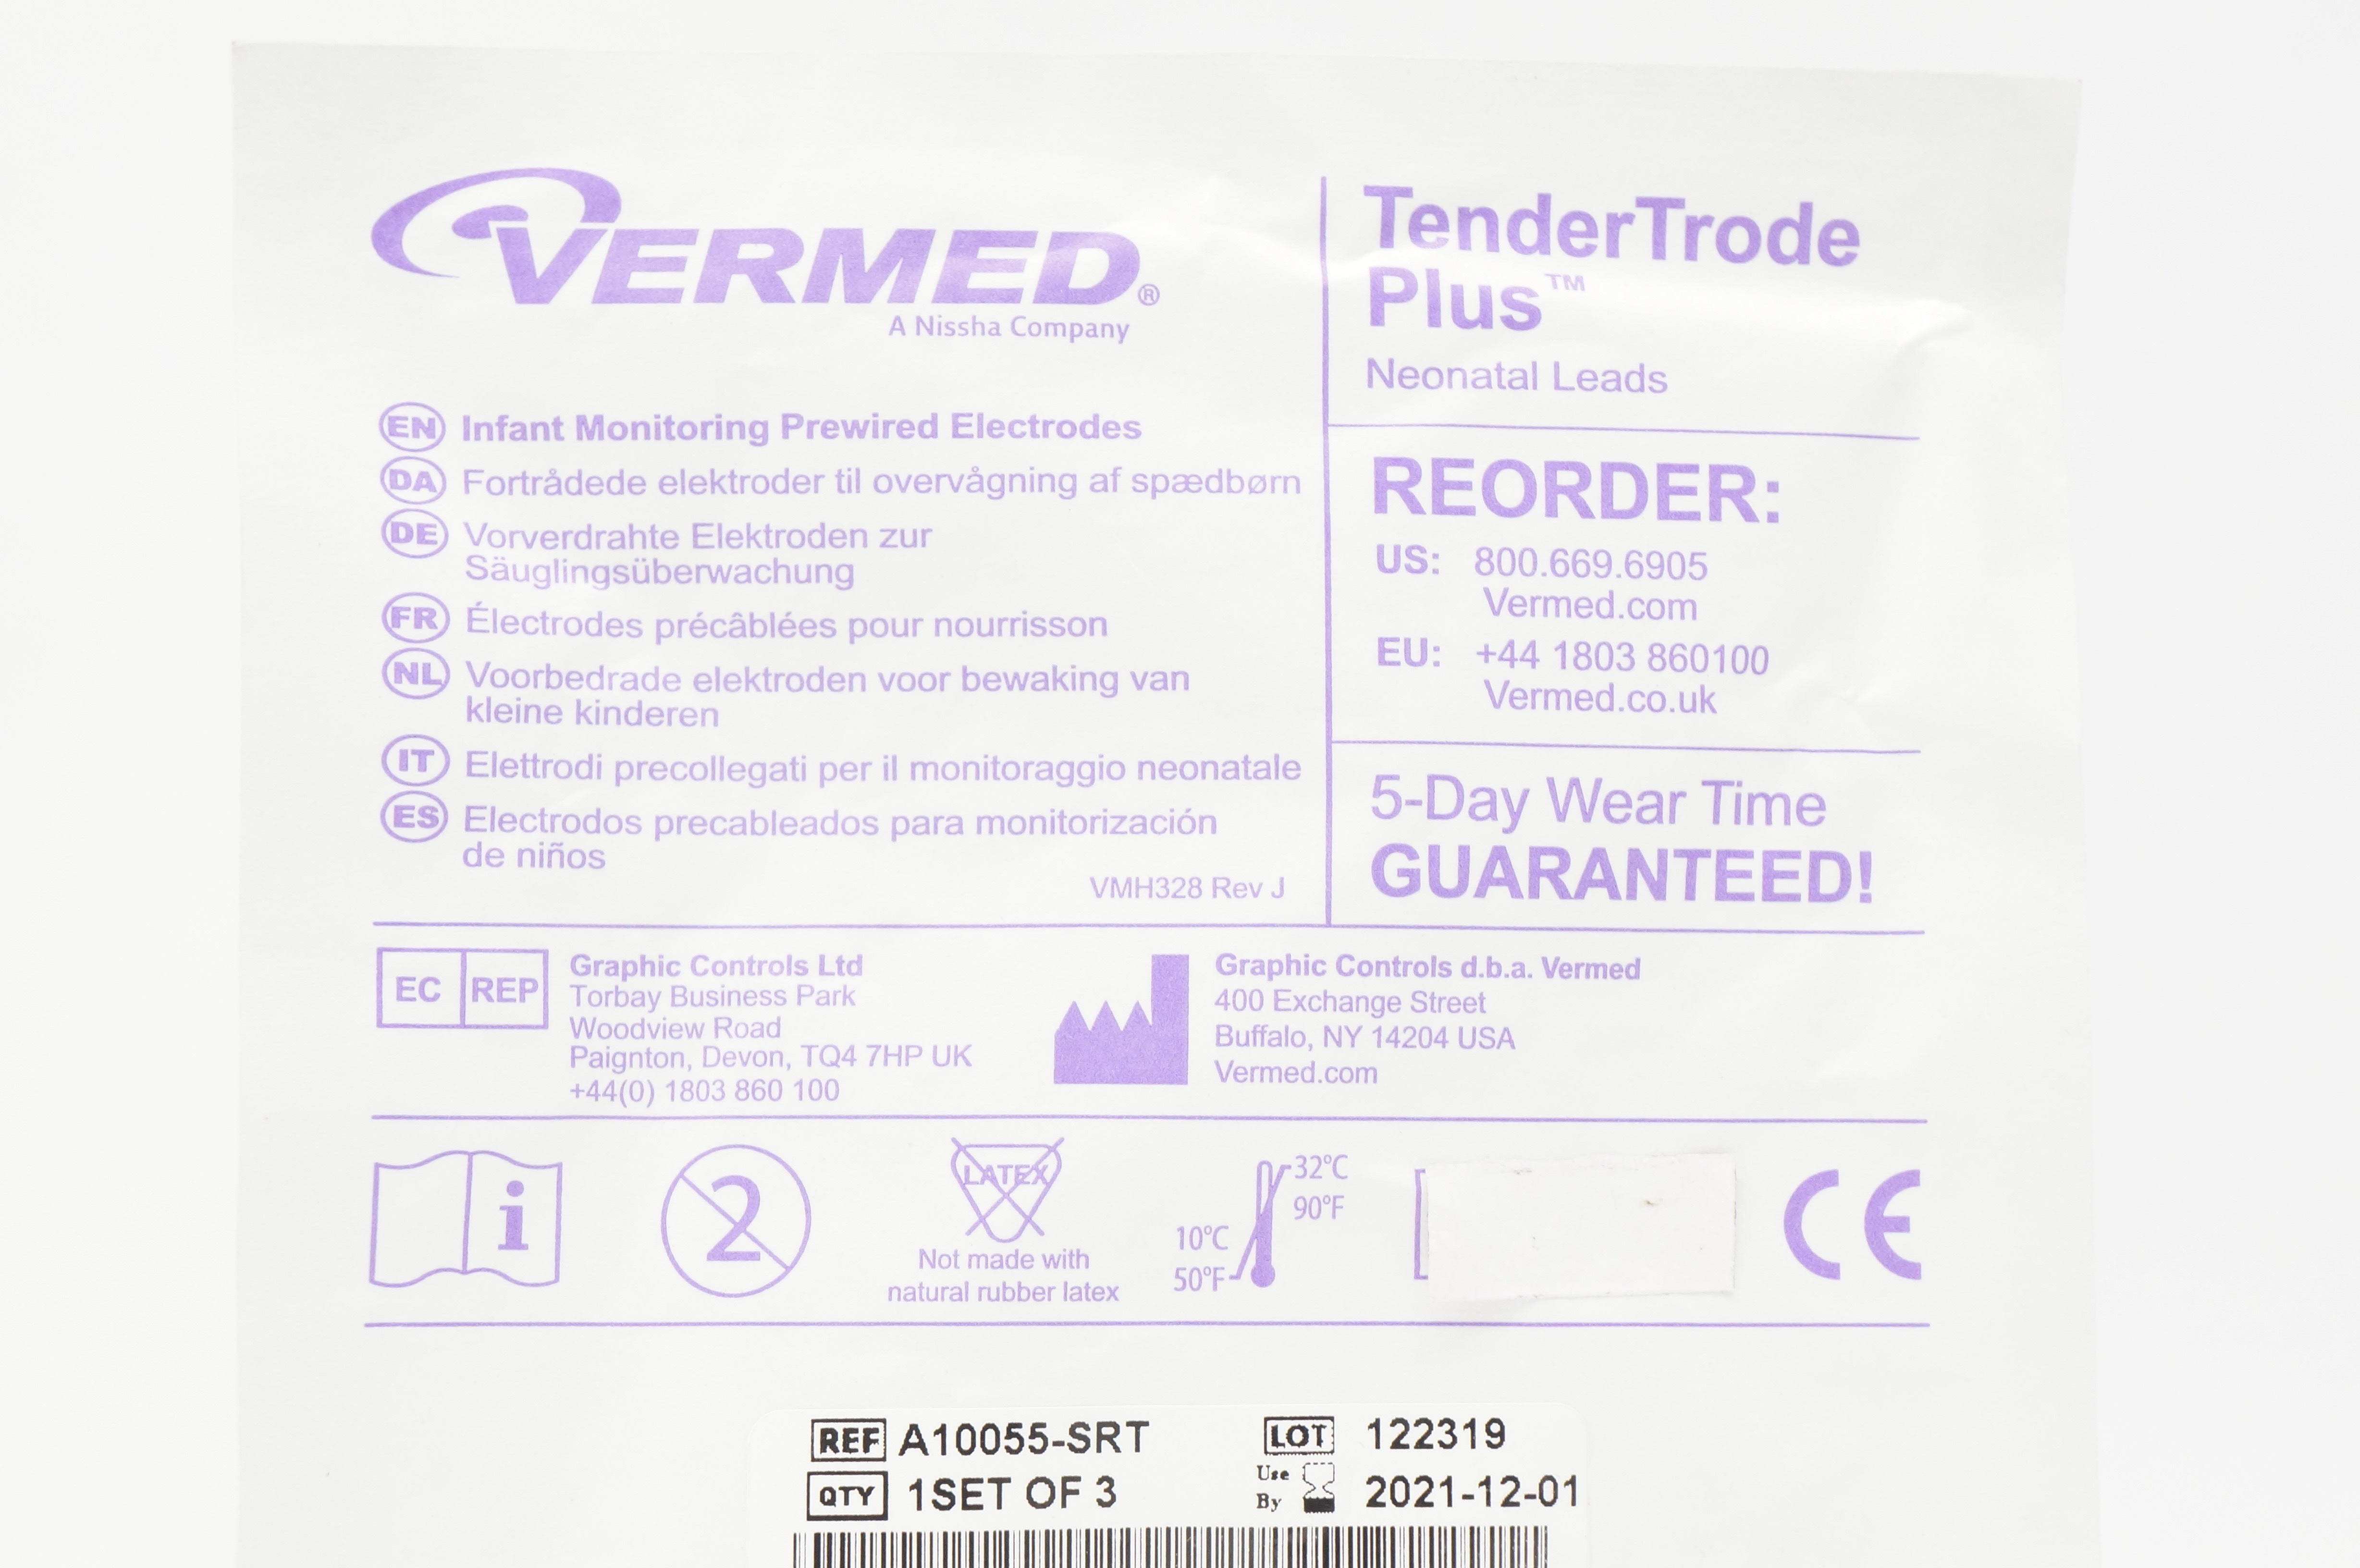 VERMED®
A Nissha Company
EN Infant Monitoring Prewired Electrodes
DA Fortrådede elektroder til overvågning af spædbørn
DE Vorverdrahte Elektroden zur
Säuglingsüberwachung
FR Électrodes précâblées pour nourrisson
NL Voorbedrade elektroden voor bewaking van
kleine kinderen
IT Elettrodi precollegati per il monitoraggio neonatale
ES Electrodos precableados para monitorización
de niños
VMH328 Rev J
TenderTrode
Plus™
Neonatal Leads
REORDER:
US: 800.669.6905
Vermed.com
EU: +44 1803 860100
Vermed.co.uk
5-Day Wear Time
GUARANTEED!
EC REP
Graphic Controls Ltd
Torbay Business Park
Woodview Road
Paignton, Devon, TQ4 7HP UK
+44(0) 1803 860 100
Graphic Controls d.b.a. Vermed
400 Exchange Street
Buffalo, NY 14204 USA
Vermed.com
i
2
LATEX
Not made with
natural rubber latex
32°C
90°F
10°C
50°F
CE
REF A10055-SRT
QTY 1SET OF 3
LOT 122319
Use
By 2021-12-01